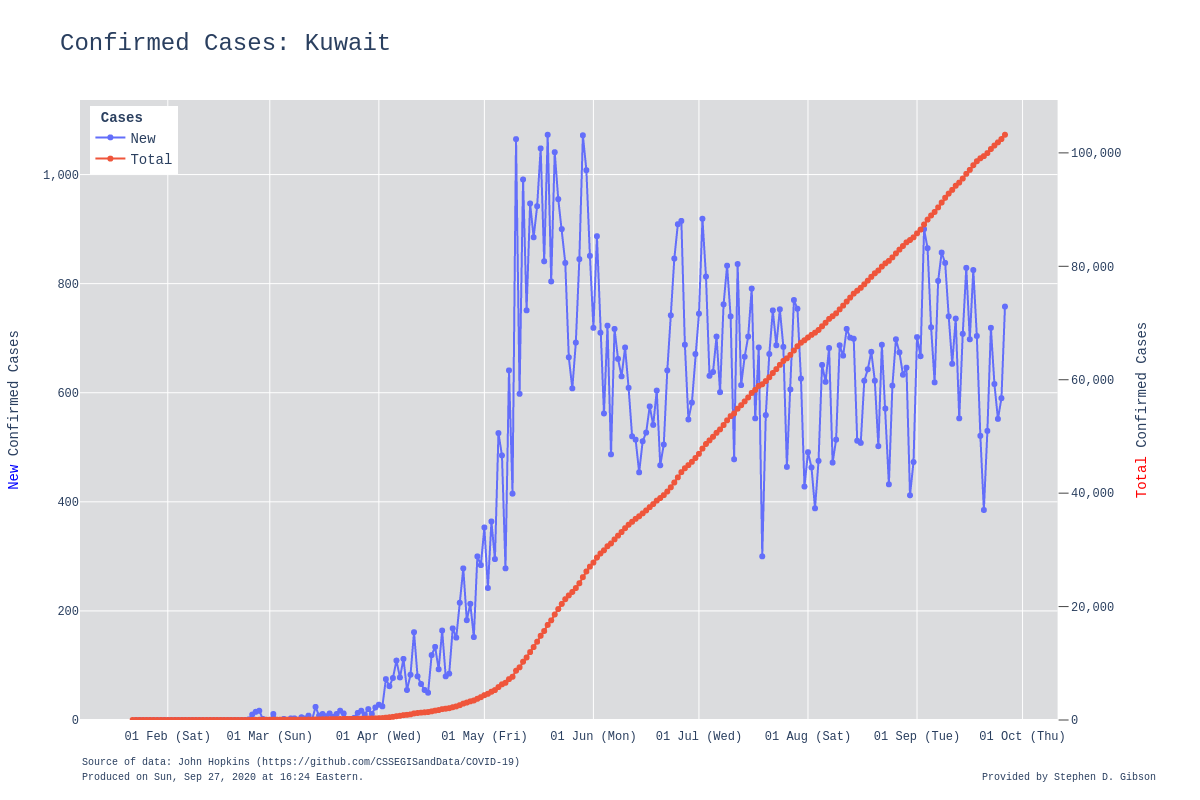 Confirmed Cases: Kuwait
Cases
New
Total
1,000
800
600
400
200
0
100,000
80,000
60,000
40,000
20,000
0
New Confirmed Cases
Total Confirmed Cases
01 Feb (Sat) 01 Mar (Sun) 01 Apr (Wed) 01 May (Fri) 01 Jun (Mon) 01 Jul (Wed) 01 Aug (Sat) 01 Sep (Tue) 01 Oct (Thu)
Source of data: John Hopkins (https://github.com/CSSEGISandData/COVID-19)
Produced on Sun, Sep 27, 2020 at 16:24 Eastern.
Provided by Stephen D. Gibson